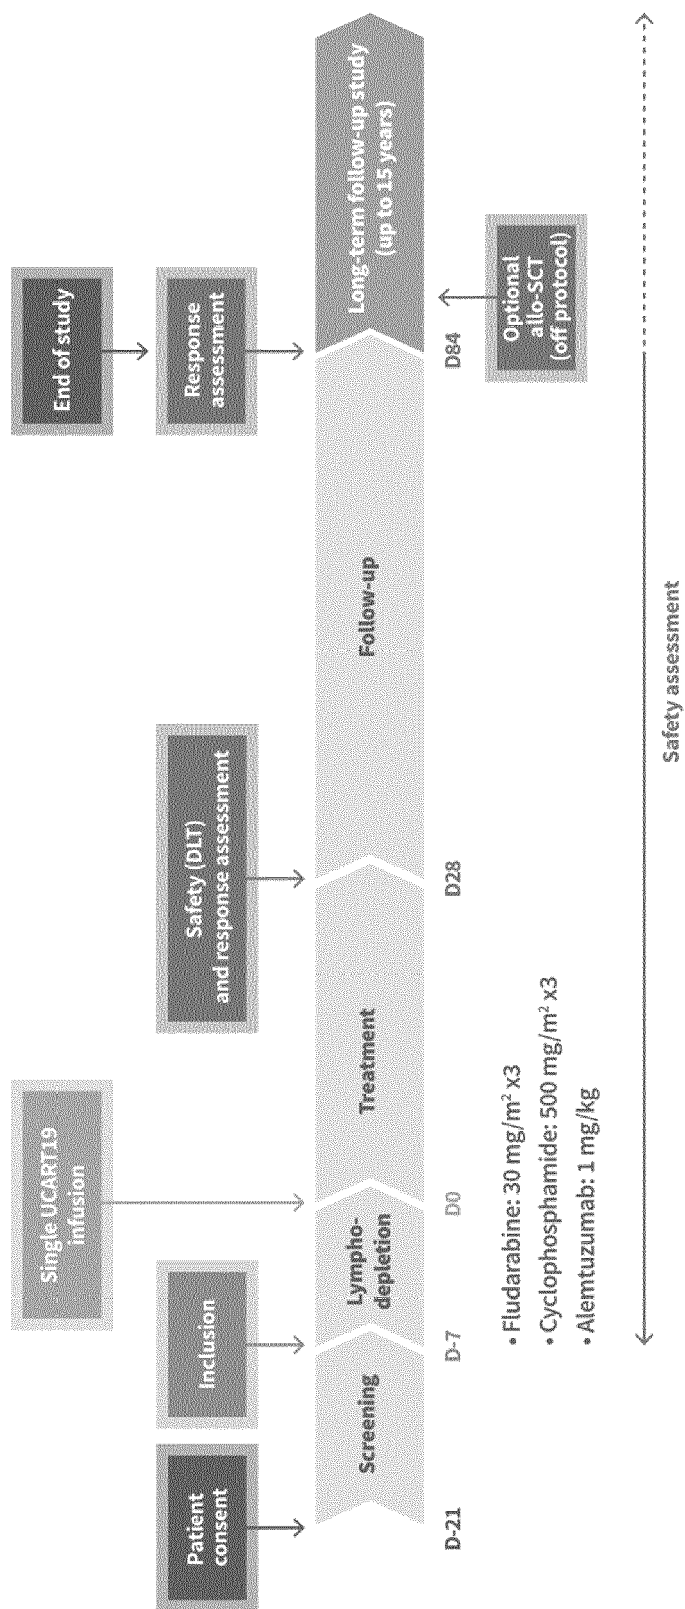 Single UCART19
infusion
End of study
Patient
consent
Inclusion
Safety (DLT)
and response assessment
Response
assessment
Screening
Lympho-
depletion
Treatment
Follow-up
Long-term follow-up study
(up to 15 years)
D-21
D-7
D0
D28
D84
• Fludarabine: 30 mg/m² x3
• Cyclophosphamide: 500 mg/m² x3
• Alemtuzumab: 1 mg/kg
Optional
allo-SCT
(off protocol)
Safety assessment